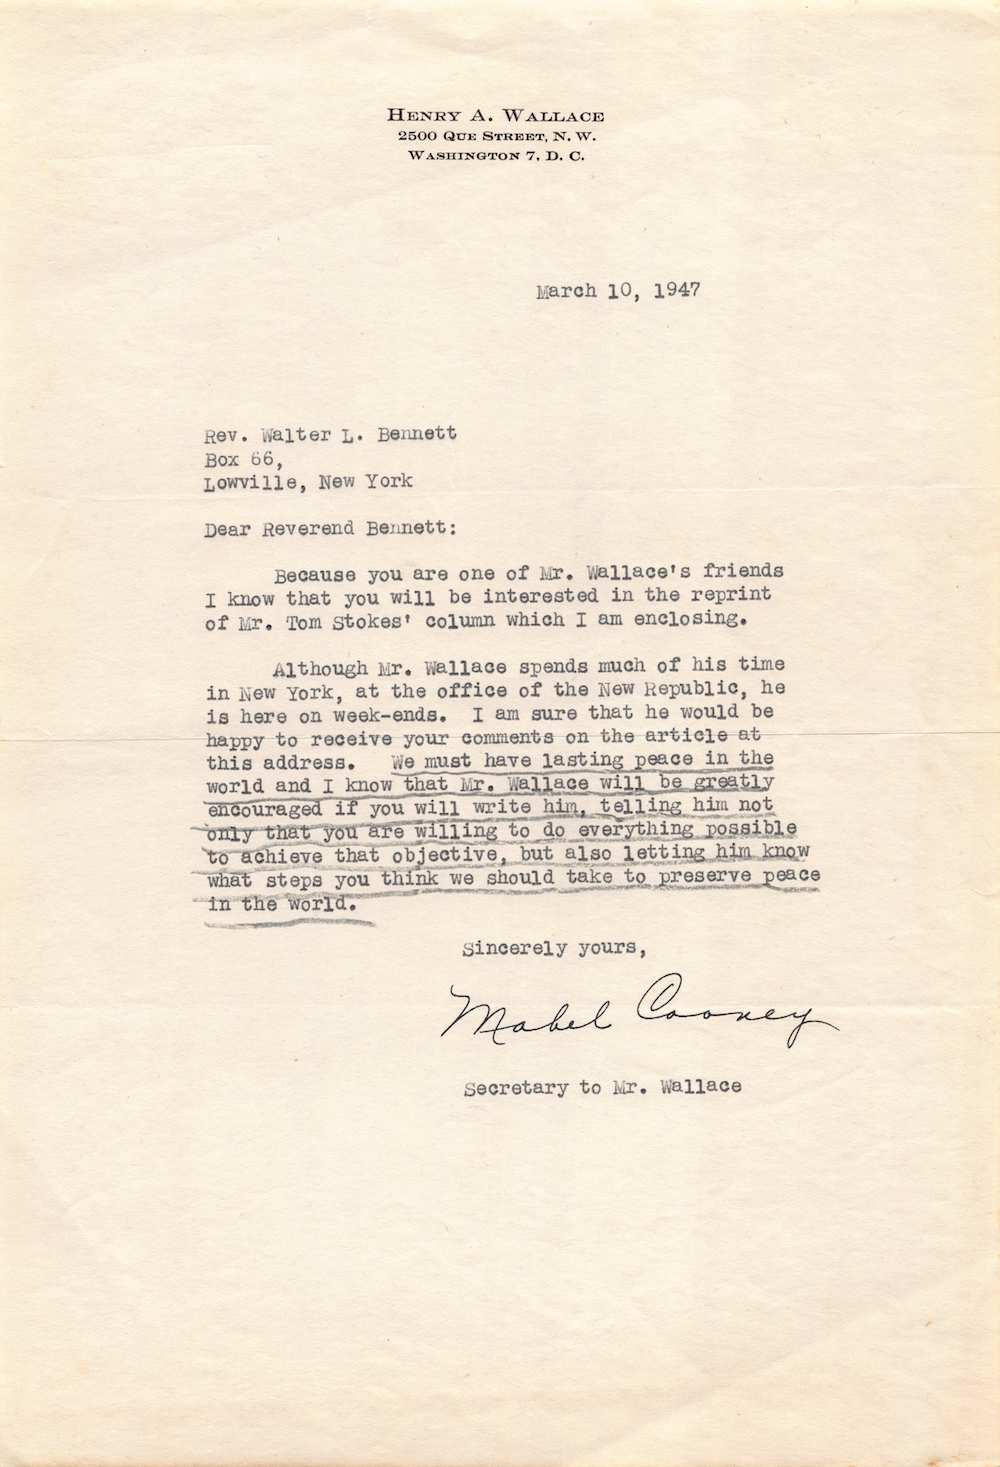 HENRY A. WALLACE
2500 QUE STREET, N. W.
WASHINGTON 7, D. C.
March 10, 1947
Rev. Walter L. Bennett
Box 66,
Lowville, New York
Dear Reverend Bennett:
Because you are one of Mr. Wallace's friends
I know that you will be interested in the reprint
of Mr. Tom Stokes' column which I am enclosing.
Although Mr. Wallace spends much of his time
in New York, at the office of the New Republic, he
is here on week-ends. I am sure that he would be
happy to receive your comments on the article at
this address. We must have lasting peace in the
world and I know that Mr. Wallace will be greatly
encouraged if you will write him, telling him not
only that you are willing to do everything possible
to achieve that objective, but also letting him know
what steps you think we should take to preserve peace
in the world.
Sincerely yours,
Mabel Cooney
Secretary to Mr. Wallace